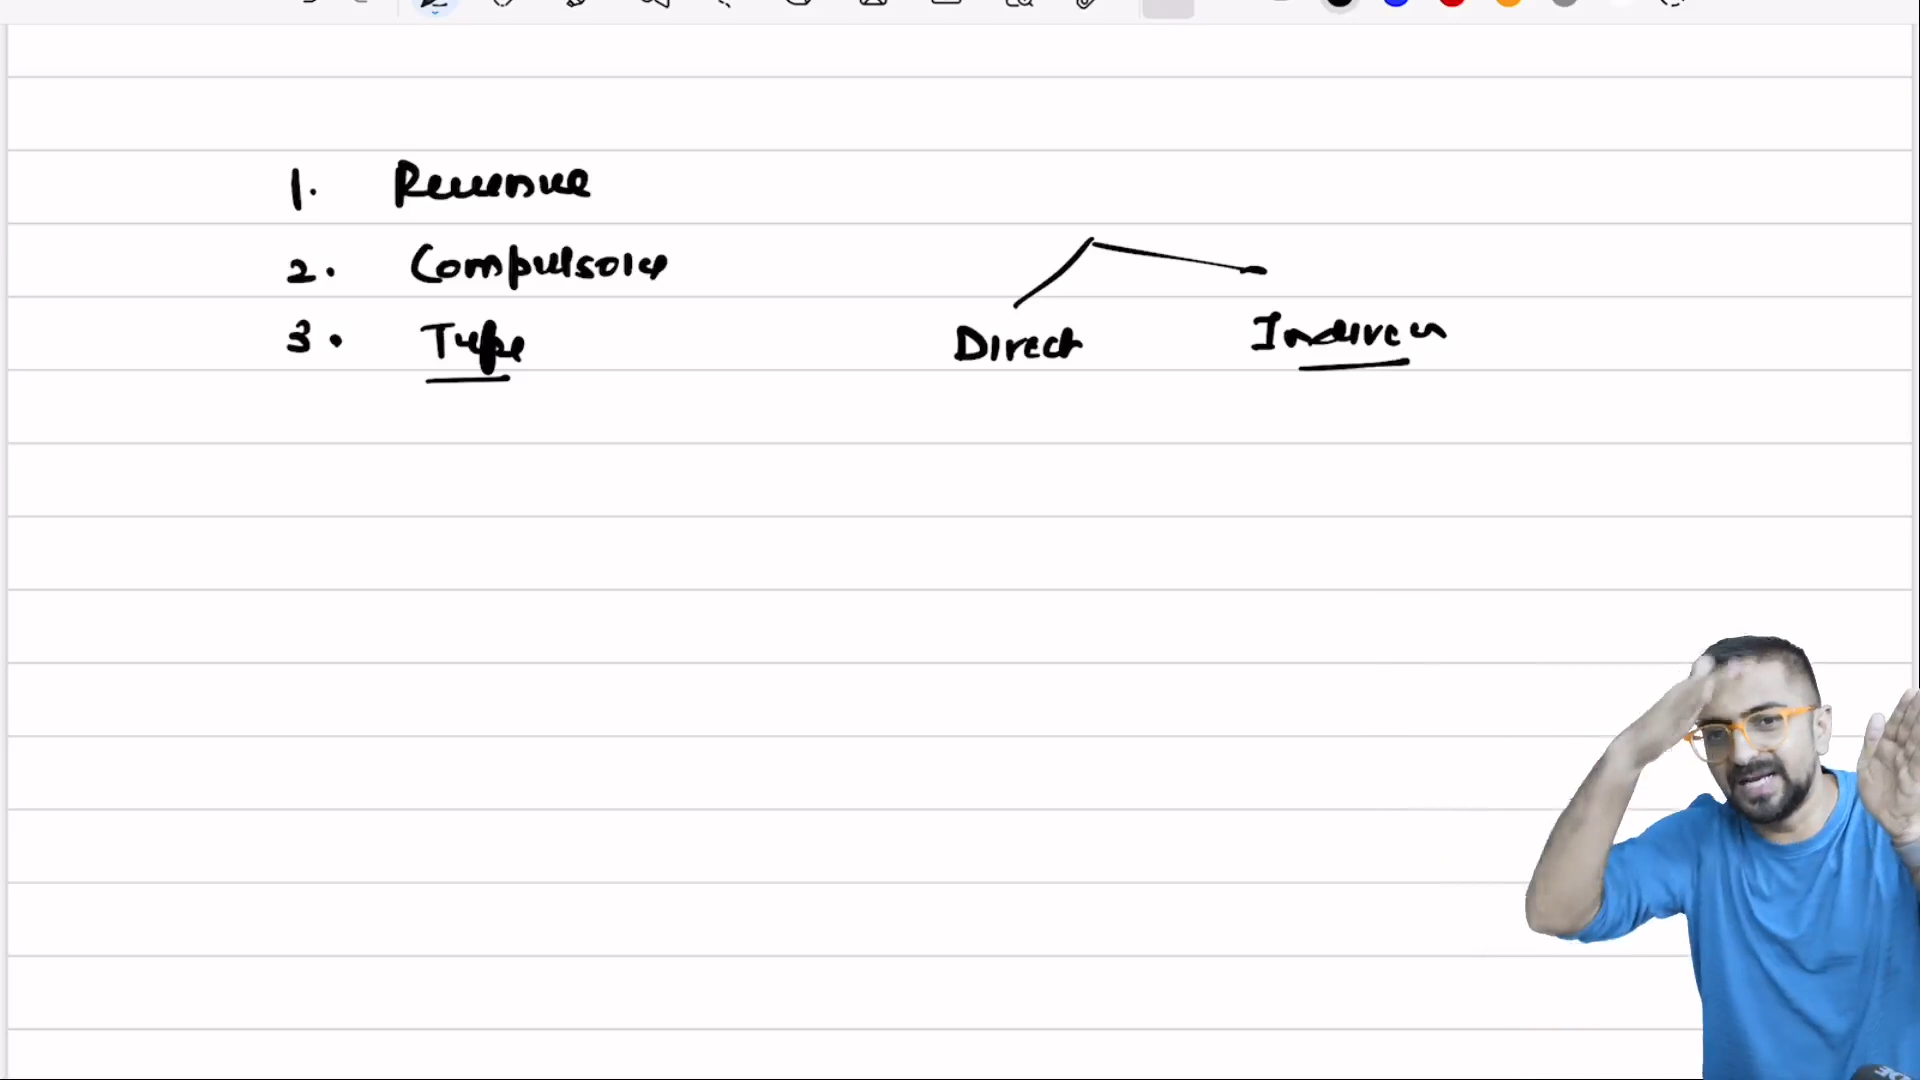 1. Revenue
2. Compulsory
3. Type
Direct Indirect